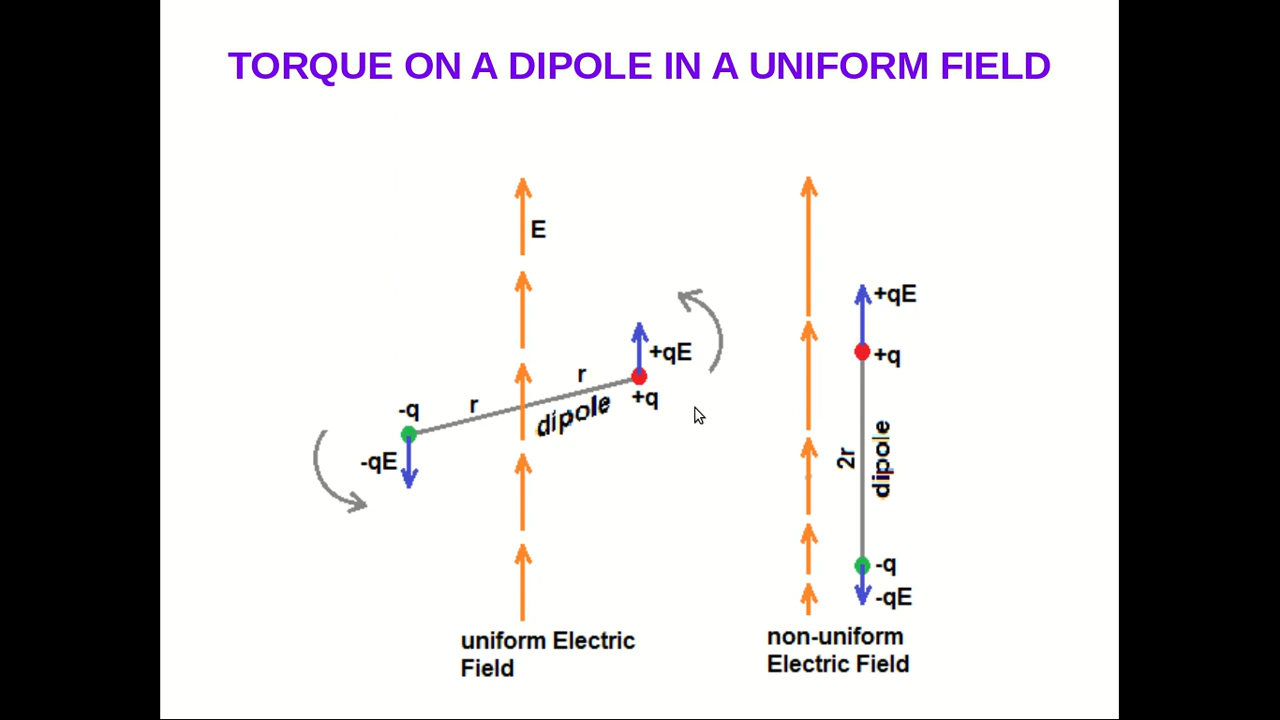 TORQUE ON A DIPOLE IN A UNIFORM FIELD
E
+qE
r
r
+q
-q
dipole
-qE
uniform Electric
Field
+qE
+q
2r
dipole
-q
-qE
non-uniform
Electric Field